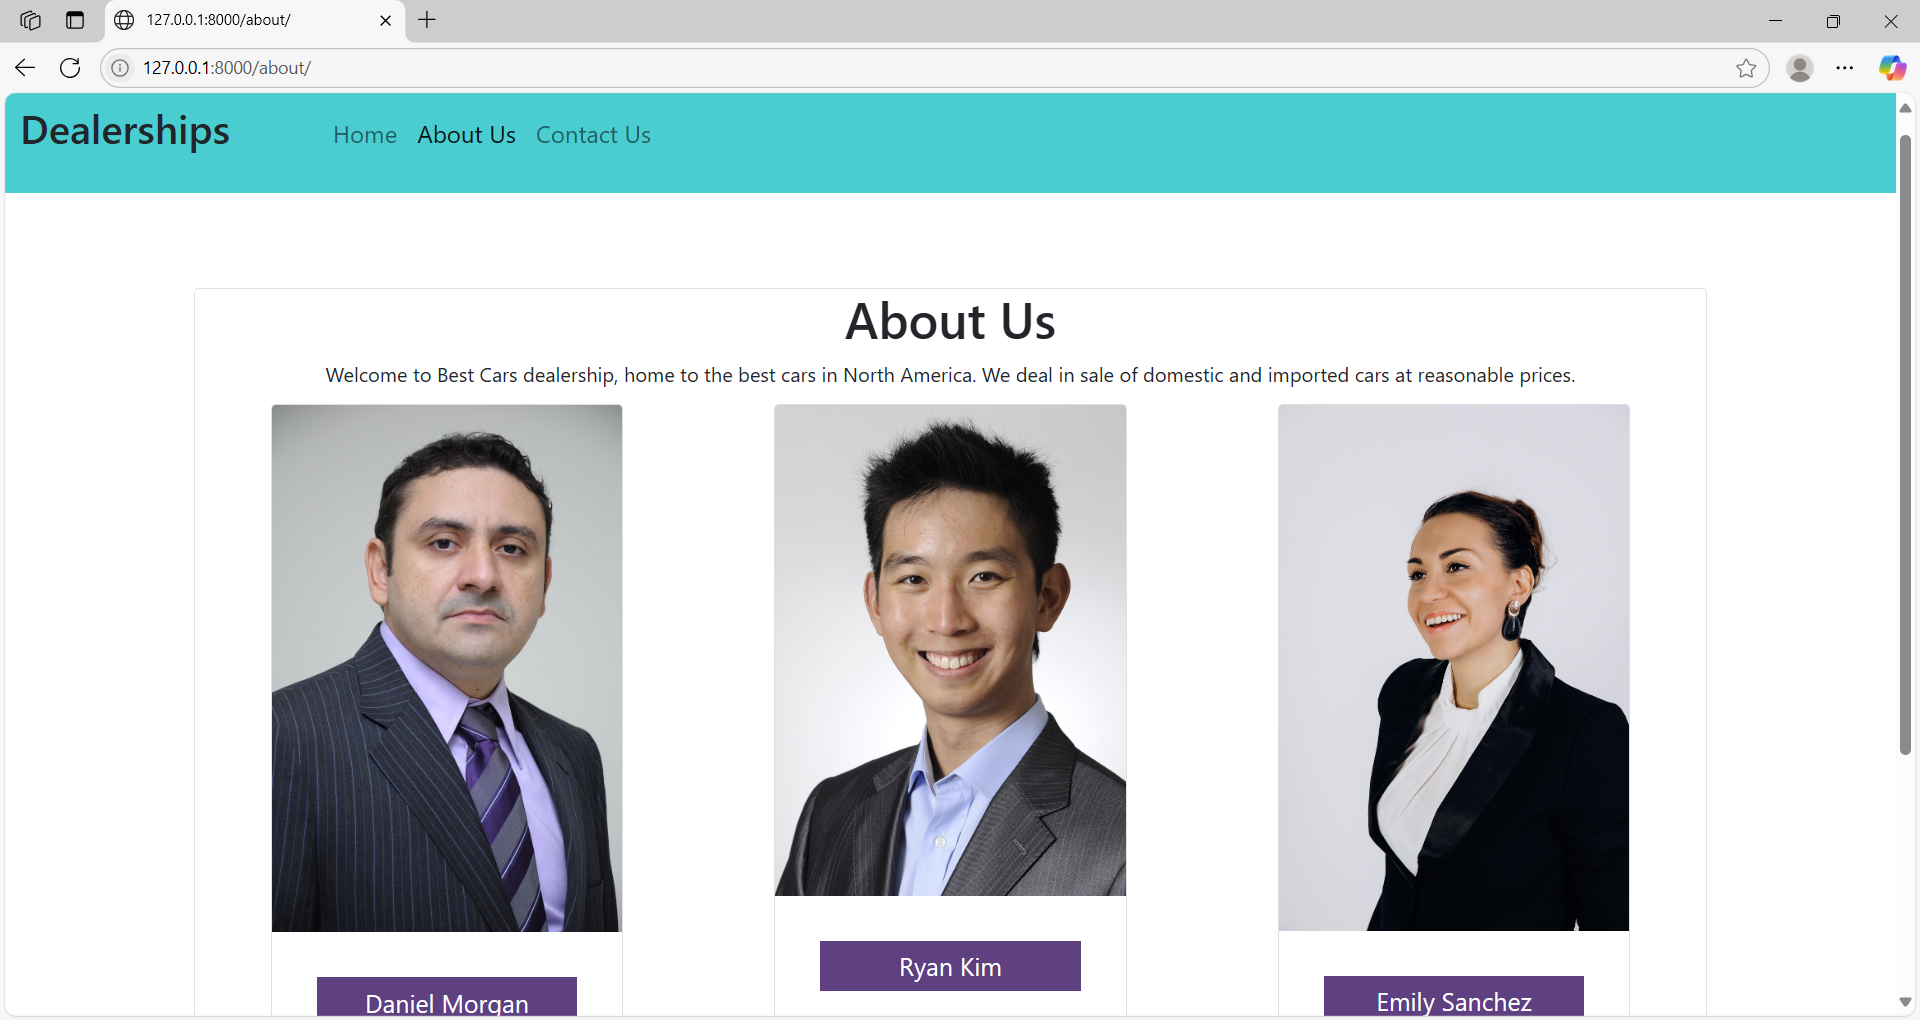 127.0.0.1:8000/about/
127.0.0.1:8000/about/
Dealerships
Home About Us Contact Us
About Us
Welcome to Best Cars dealership, home to the best cars in North America. We deal in sale of domestic and imported cars at reasonable prices.
Ryan Kim
Daniel Morgan
Emily Sanchez